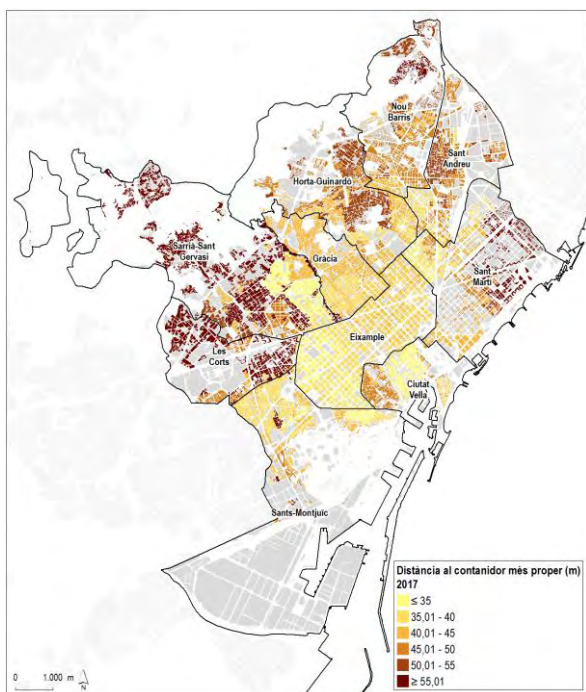 Nou
Barris
Sant
Andreu
Horta-Guinardó
Sarrià-Sant
Gervasi
Gràcia
Sant
Martí
Eixample
Les
Corts
Ciutat
Vella
Sants-Montjuïc
Distància al contanidor més proper (m)
2017
≤ 35
35,01 - 40
40,01 - 45
45,01 - 50
50,01 - 55
≥ 55,01
0 1.000 m
N